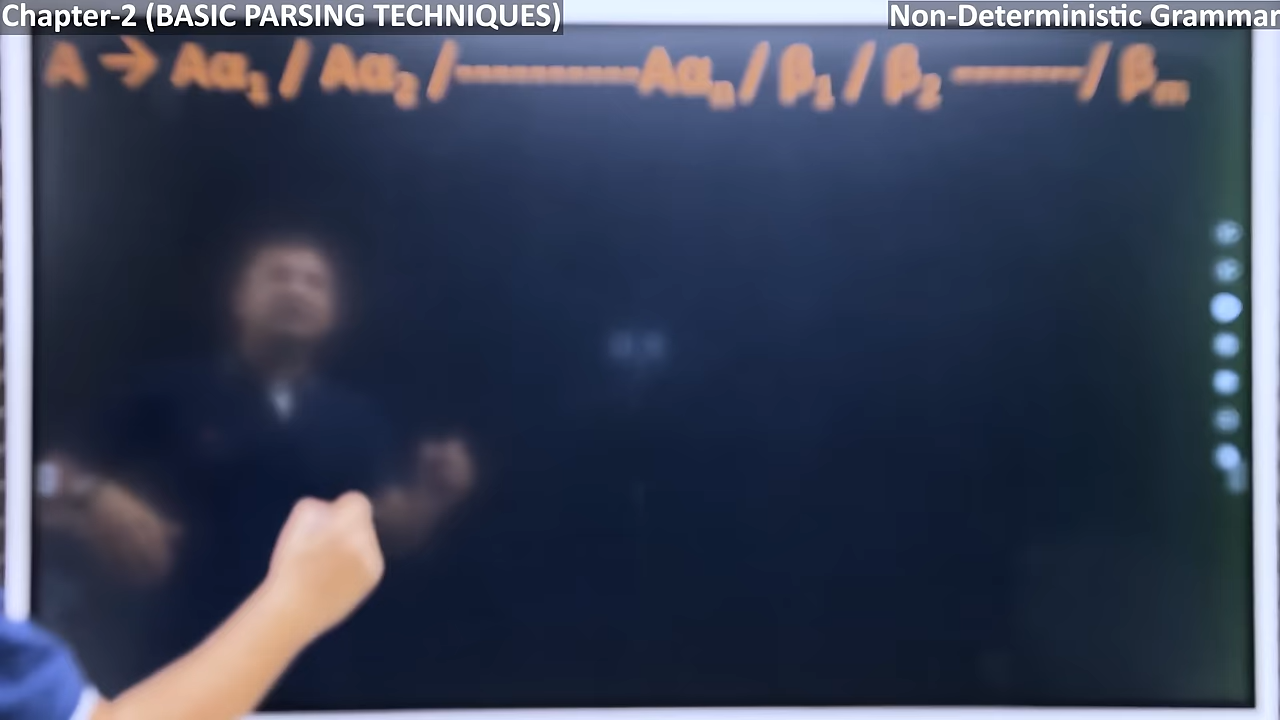 Chapter-2 (BASIC PARSING TECHNIQUES)
Non-Deterministic Grammar
A → Aα₁ / Aα₂ /-----------Aαₙ / β₁ / β₂ -------/ βₘ